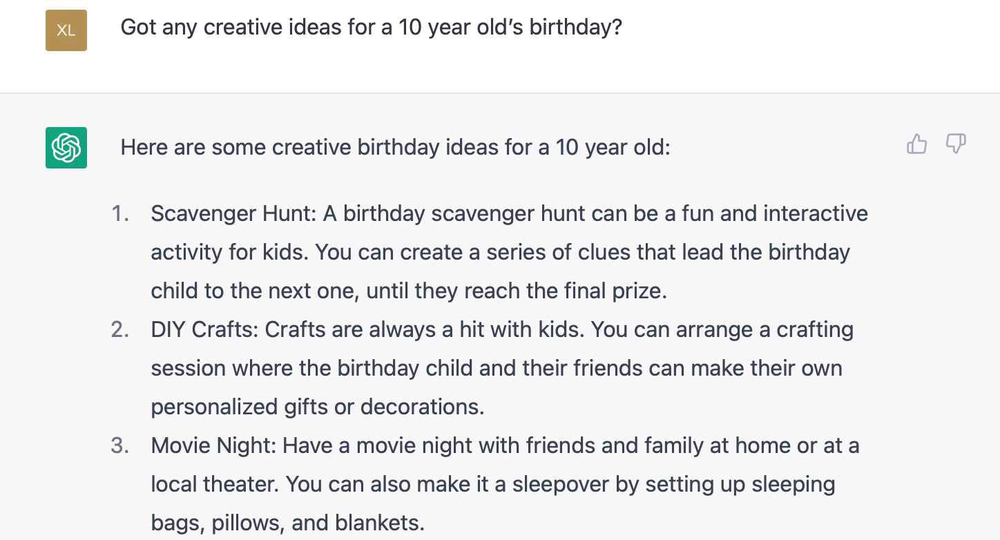 XL
Got any creative ideas for a 10 year old’s birthday?
Here are some creative birthday ideas for a 10 year old:
1. Scavenger Hunt: A birthday scavenger hunt can be a fun and interactive
activity for kids. You can create a series of clues that lead the birthday
child to the next one, until they reach the final prize.
2. DIY Crafts: Crafts are always a hit with kids. You can arrange a crafting
session where the birthday child and their friends can make their own
personalized gifts or decorations.
3. Movie Night: Have a movie night with friends and family at home or at a
local theater. You can also make it a sleepover by setting up sleeping
bags, pillows, and blankets.